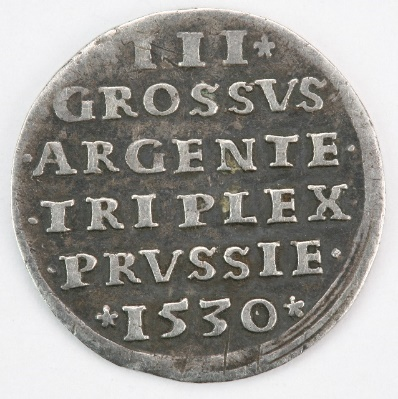 III*
GROSSVS
·ARGENTE·
·TRIPLEX
·PRVSSIE·
*1530*